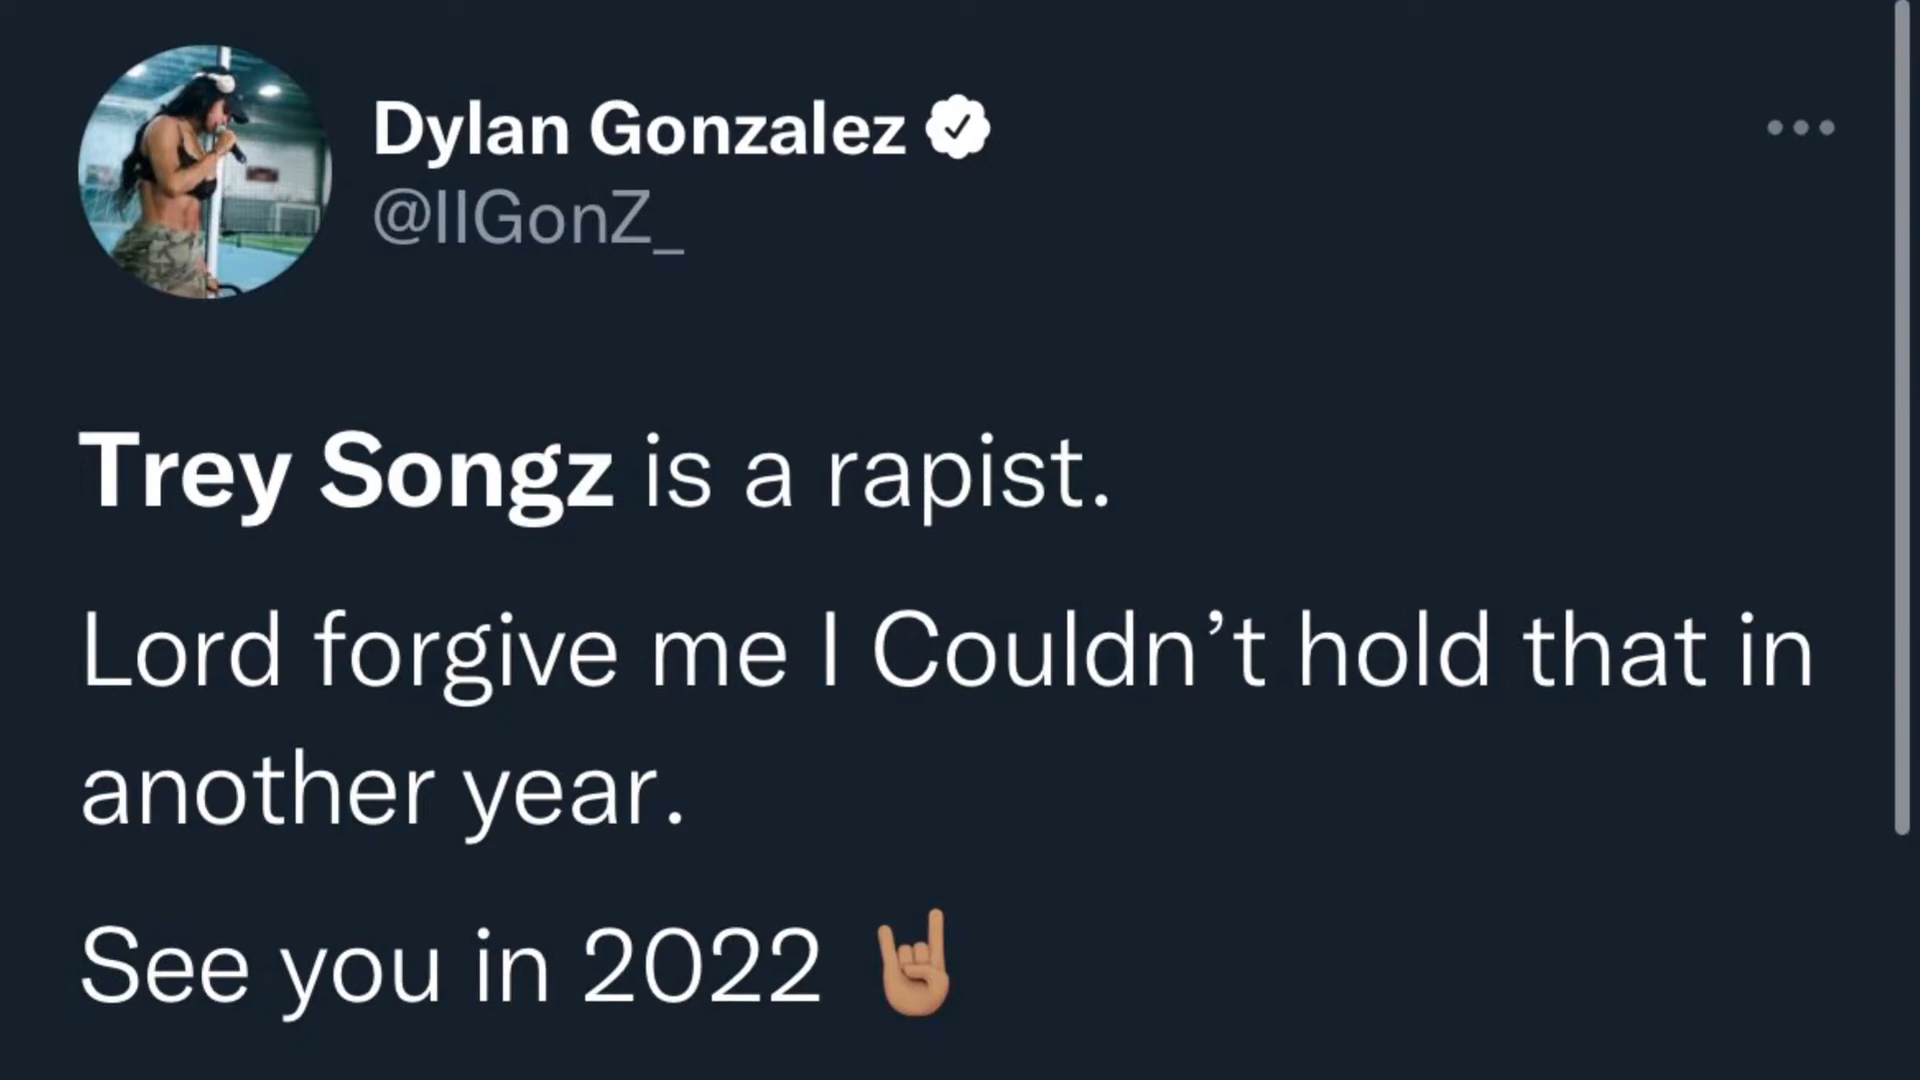 Dylan Gonzalez
@IIGonZ_
Trey Songz is a rapist.
Lord forgive me I Couldn’t hold that in
another year.
See you in 2022 🤘🏽